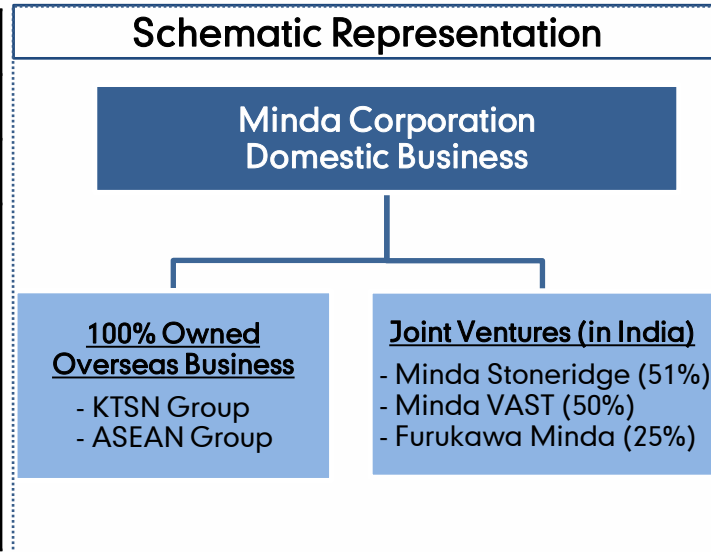 Schematic Representation
Minda Corporation
Domestic Business
100% Owned
Overseas Business
- KTSN Group
- ASEAN Group
Joint Ventures (in India)
- Minda Stoneridge (51%)
- Minda VAST (50%)
- Furukawa Minda (25%)